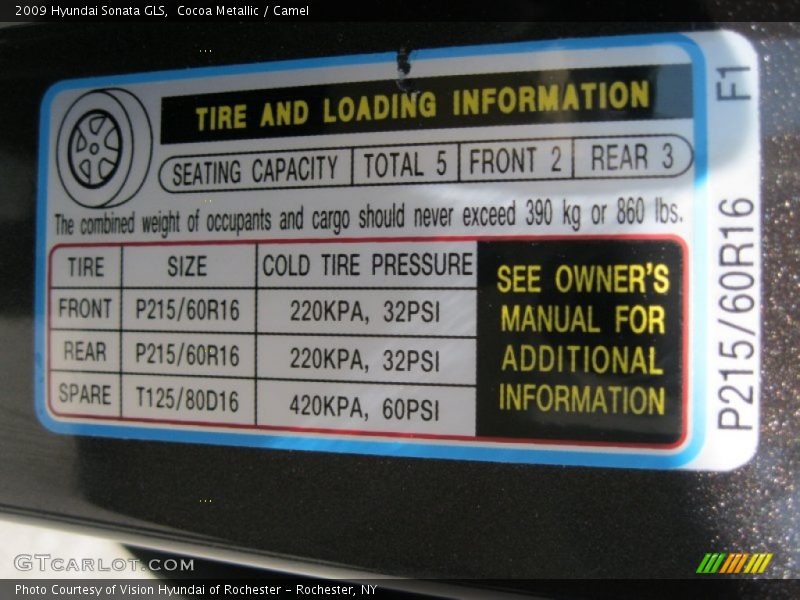 2009 Hyundai Sonata GLS, Cocoa Metallic / Camel
TIRE AND LOADING INFORMATION
F1
SEATING CAPACITY TOTAL 5 FRONT 2 REAR 3
The combined weight of occupants and cargo should never exceed 390 kg or 860 lbs.
TIRE SIZE COLD TIRE PRESSURE
FRONT P215/60R16 220KPA, 32PSI
REAR P215/60R16 220KPA, 32PSI
SPARE T125/80D16 420KPA, 60PSI
SEE OWNER'S
MANUAL FOR
ADDITIONAL
INFORMATION
P215/60R16
GTCARLOT.COM
Photo Courtesy of Vision Hyundai of Rochester - Rochester, NY